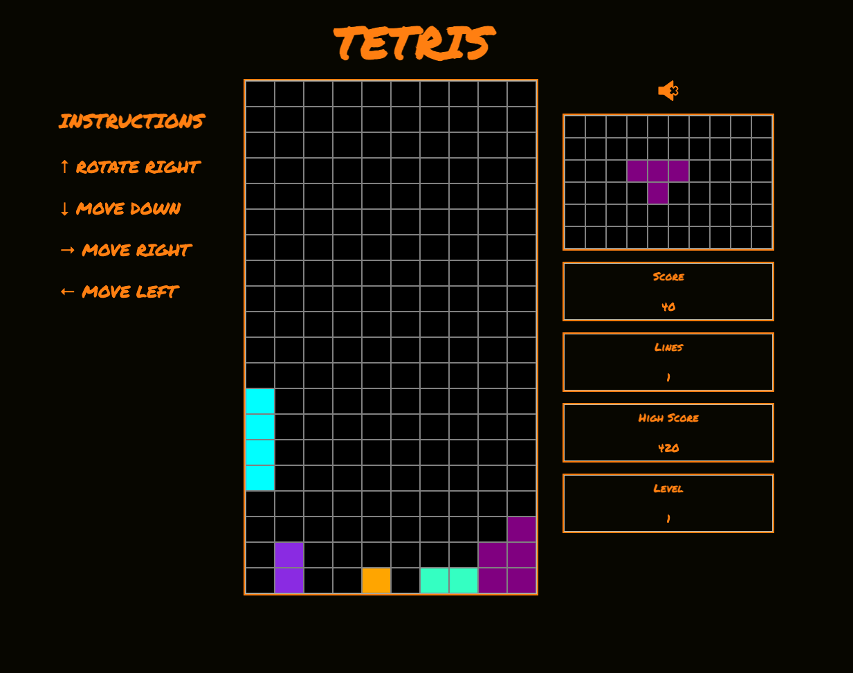 TETRIS
INSTRUCTIONS
↑ ROTATE RIGHT
↓ MOVE DOWN
→ MOVE RIGHT
← MOVE LEFT
Score
40
Lines
1
High Score
420
Level
1